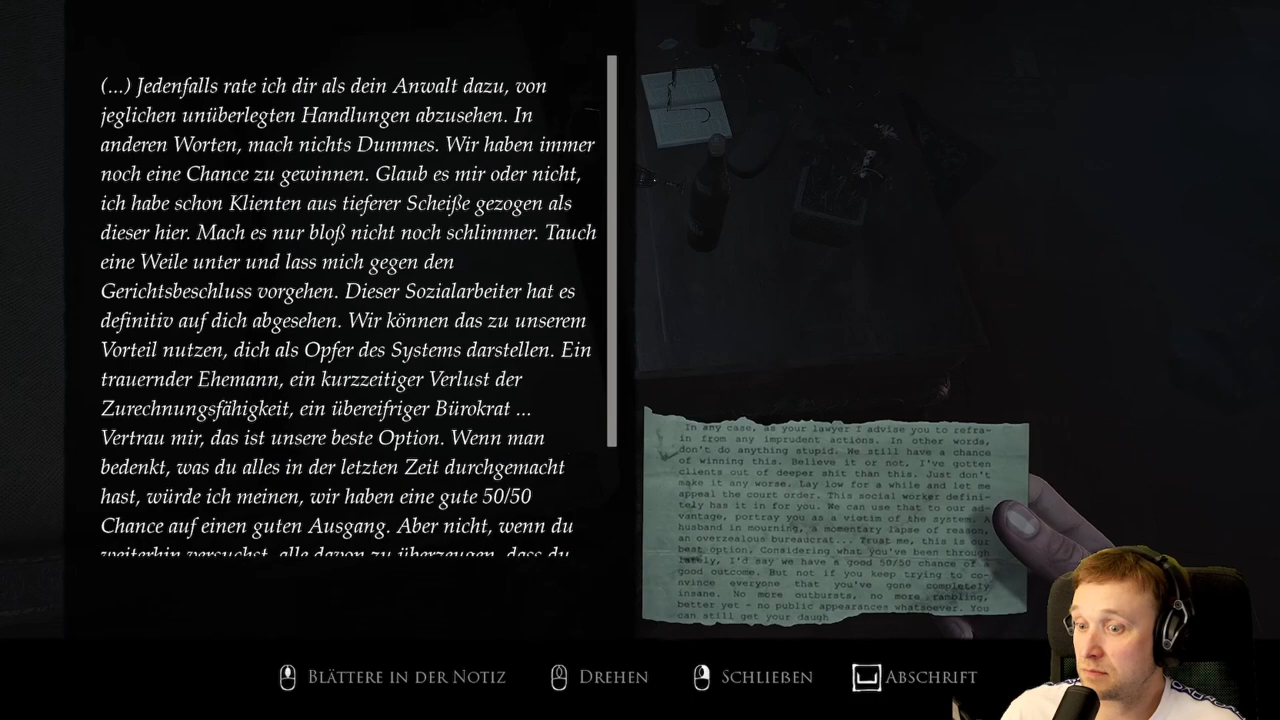 (...) Jedenfalls rate ich dir als dein Anwalt dazu, von
jeglichen unüberlegten Handlungen abzusehen. In
anderen Worten, mach nichts Dummes. Wir haben immer
noch eine Chance zu gewinnen. Glaub es mir oder nicht,
ich habe schon Klienten aus tieferer Scheiße gezogen als
dieser hier. Mach es nur bloß nicht noch schlimmer. Tauch
eine Weile unter und lass mich gegen den
Gerichtsbeschluss vorgehen. Dieser Sozialarbeiter hat es
definitiv auf dich abgesehen. Wir können das zu unserem
Vorteil nutzen, dich als Opfer des Systems darstellen. Ein
trauernder Ehemann, ein kurzzeitiger Verlust der
Zurechnungsfähigkeit, ein übereifriger Bürokrat ...
Vertrau mir, das ist unsere beste Option. Wenn man
bedenkt, was du alles in der letzten Zeit durchgemacht
hast, würde ich meinen, wir haben eine gute 50/50
Chance auf einen guten Ausgang. Aber nicht, wenn du
weiterhin versuchst, alle davon zu überzeugen, dass du
In any case, as your lawyer I advise you to refra-
in from any imprudent actions. In other words,
don't do anything stupid. We still have a chance
of winning this. Believe it or not, I've gotten
clients out of deeper shit than this. Just don't
make it any worse. Lay Low for a while and let me
appeal the court order. This social worker defini-
tely has it in for you. We can use that to our ad-
vantage, portray you as a victim of the system. A
husband in mourning, a momentary lapse of reason,
an overzealous bureaucrat... Trust me, this is our
best option. Considering what you've been through
lately, I'd say we have a good 50/50 chance of a
good outcome. But not if you keep trying to co-
nvince everyone that you've gone completely
insane. No more outbursts, no more rambling,
better yet - no public appearances whatsoever. You
can still get your daugh
BLÄTTERE IN DER NOTIZ
DREHEN
SCHLIEßEN
ABSCHRIFT